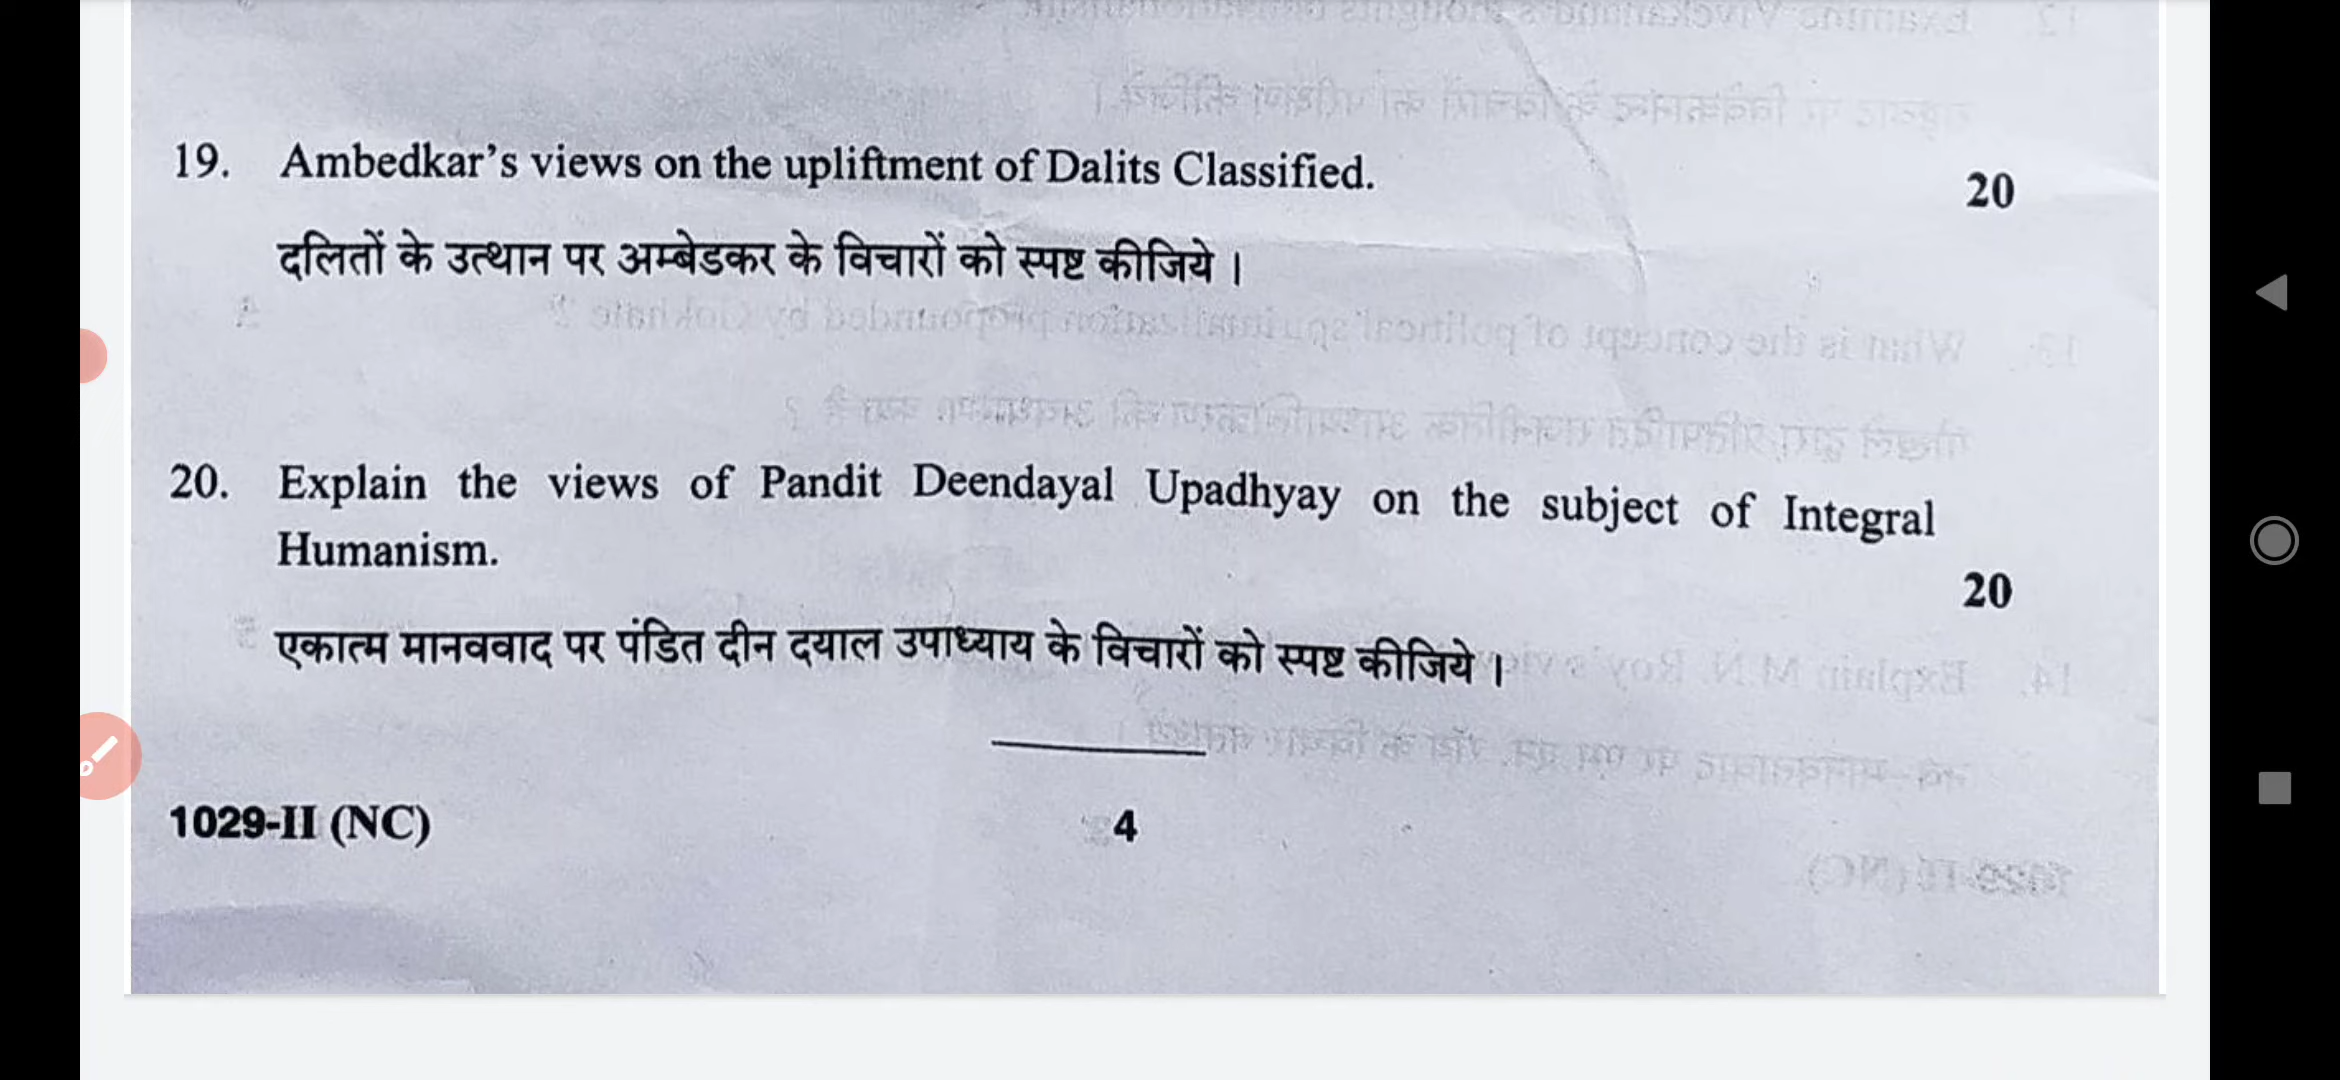 19. Ambedkar's views on the upliftment of Dalits Classified. 20
दलितों के उत्थान पर अम्बेडकर के विचारों को स्पष्ट कीजिये ।
20. Explain the views of Pandit Deendayal Upadhyay on the subject of Integral
Humanism. 20
एकात्म मानववाद पर पंडित दीन दयाल उपाध्याय के विचारों को स्पष्ट कीजिये ।
1029-II (NC) 4